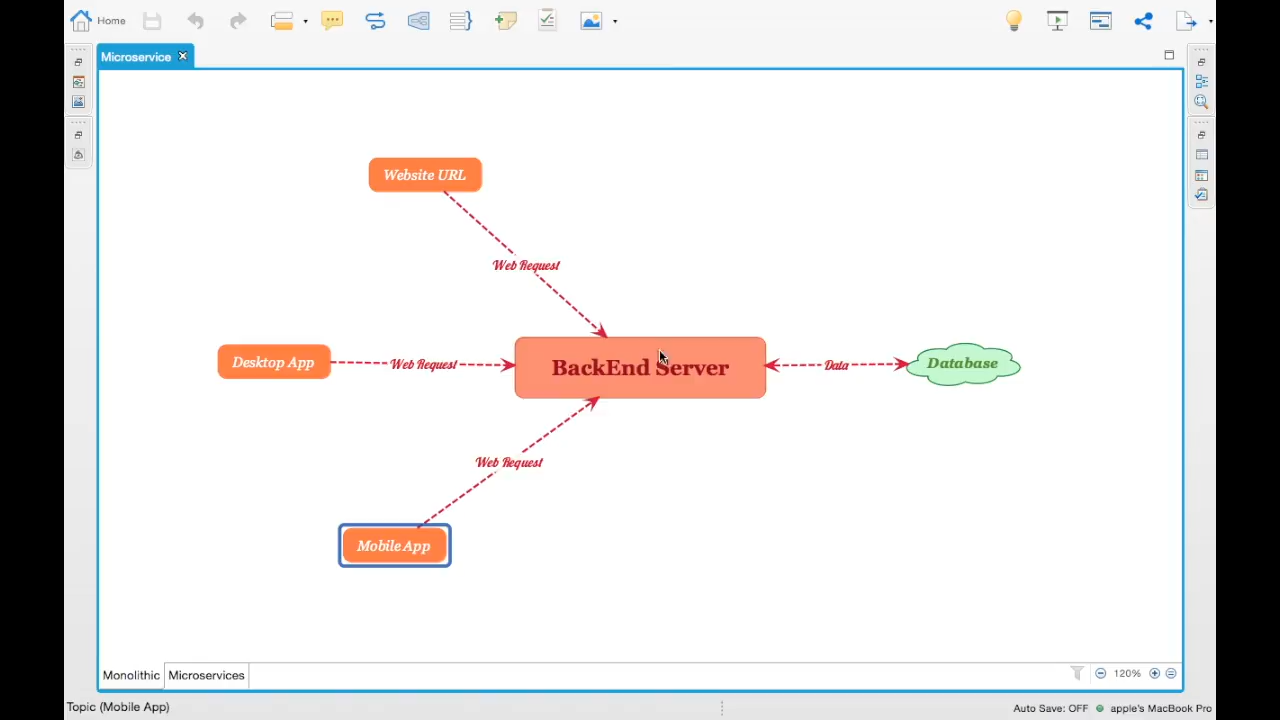 Home
Microservice
Website URL
Web Request
Desktop App
Web Request
BackEnd Server
Data
Database
Web Request
Mobile App
Monolithic
Microservices
120%
Topic (Mobile App)
Auto Save: OFF
apple's MacBook Pro